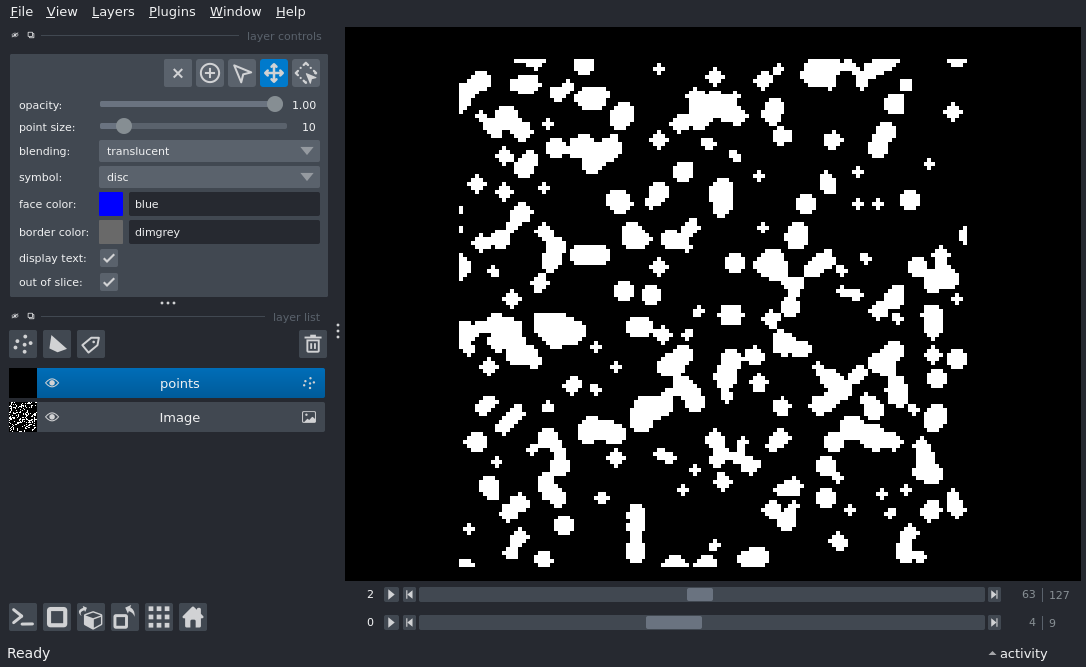 File View Layers Plugins Window Help
layer controls
opacity: 1.00
point size: 10
blending: translucent
symbol: disc
face color: blue
border color: dimgrey
display text:
out of slice:
layer list
points
Image
2 63 127
0 4 9
Ready activity